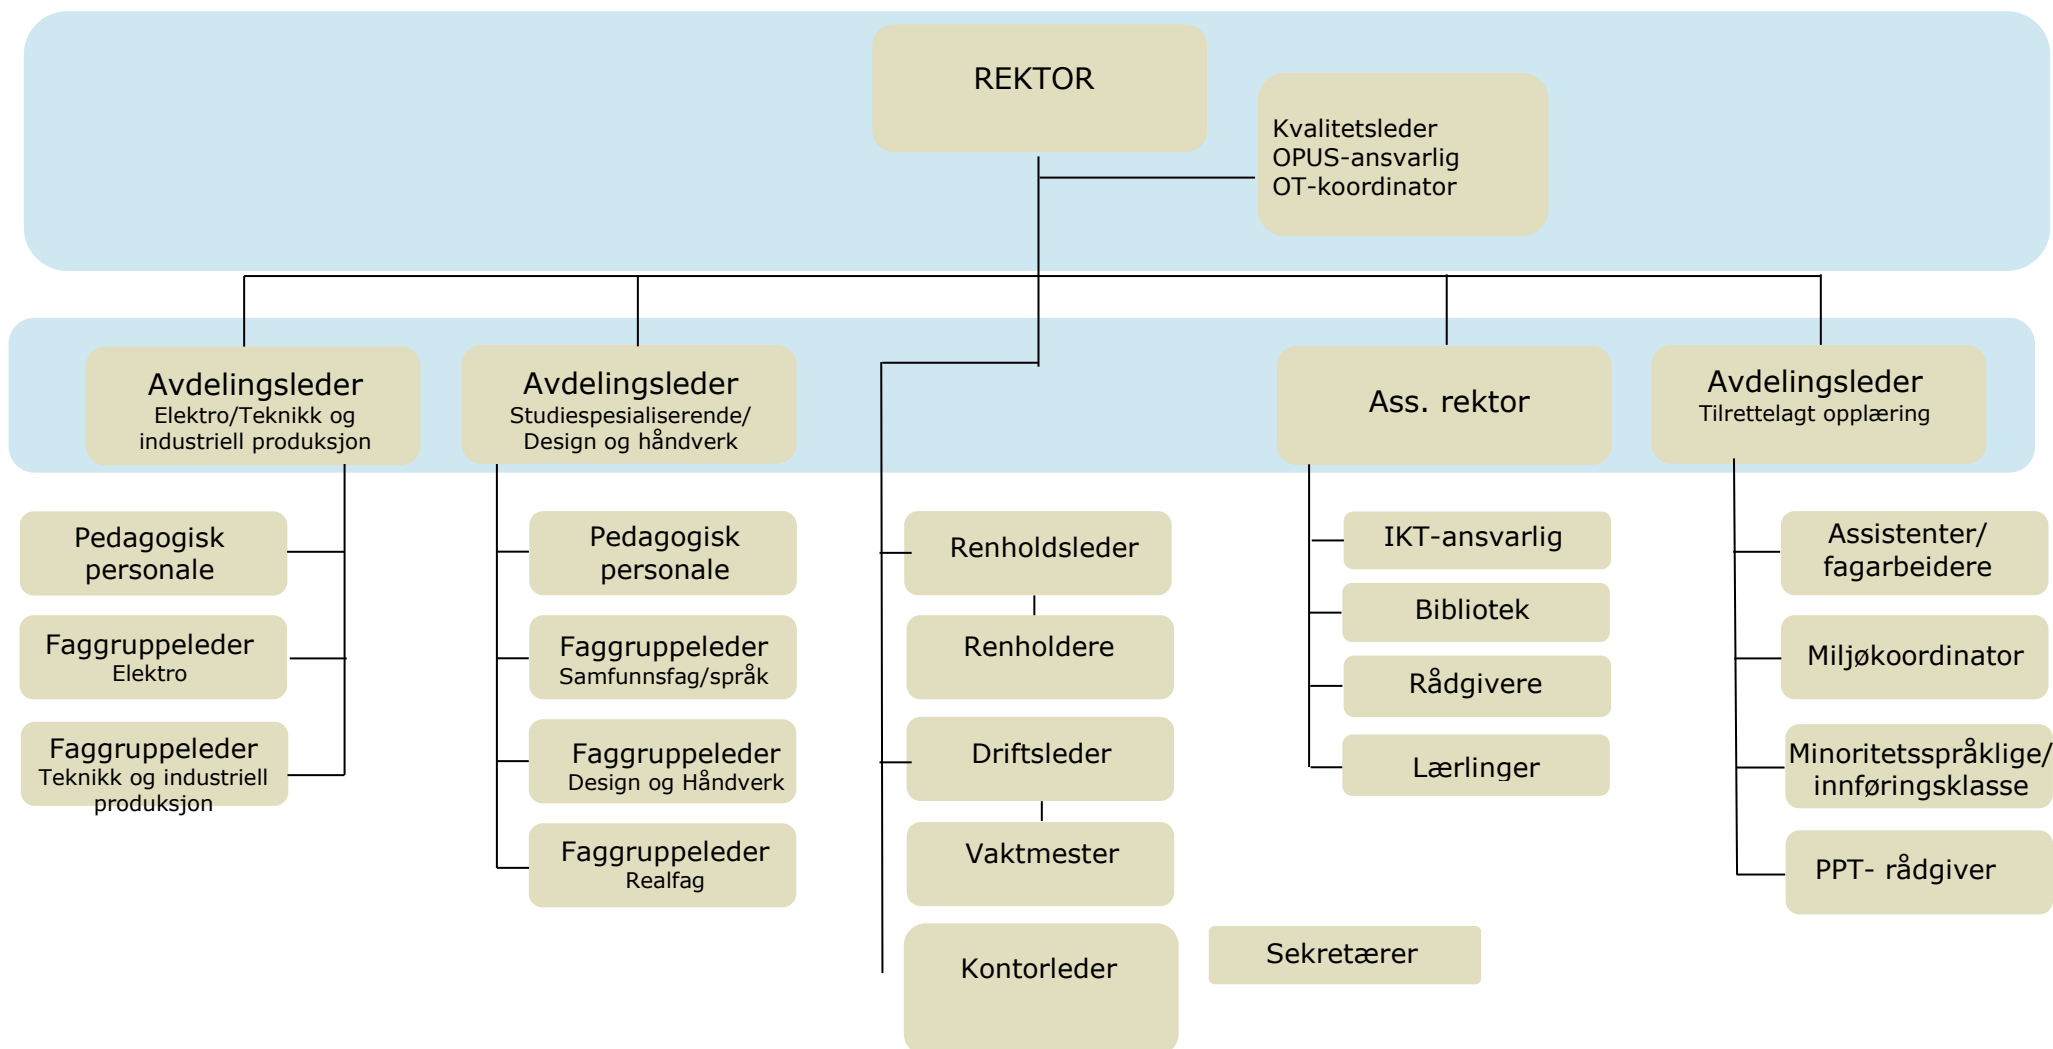 REKTOR
Kvalitetsleder
OPUS-ansvarlig
OT-koordinator
Avdelingsleder
Elektro/Teknikk og
industriell produksjon
Avdelingsleder
Studiespesialiserende/
Design og håndverk
Ass. rektor
Avdelingsleder
Tilrettelagt opplæring
Pedagogisk
personale
Faggruppeleder
Elektro
Faggruppeleder
Teknikk og industriell
produksjon
Pedagogisk
personale
Faggruppeleder
Samfunnsfag/språk
Faggruppeleder
Design og Håndverk
Faggruppeleder
Realfag
Renholdsleder
Renholdere
Driftsleder
Vaktmester
Kontorleder
Sekretærer
IKT-ansvarlig
Bibliotek
Rådgivere
Lærlinger
Assistenter/
fagarbeidere
Miljøkoordinator
Minoritetsspråklige/
innføringsklasse
PPT- rådgiver